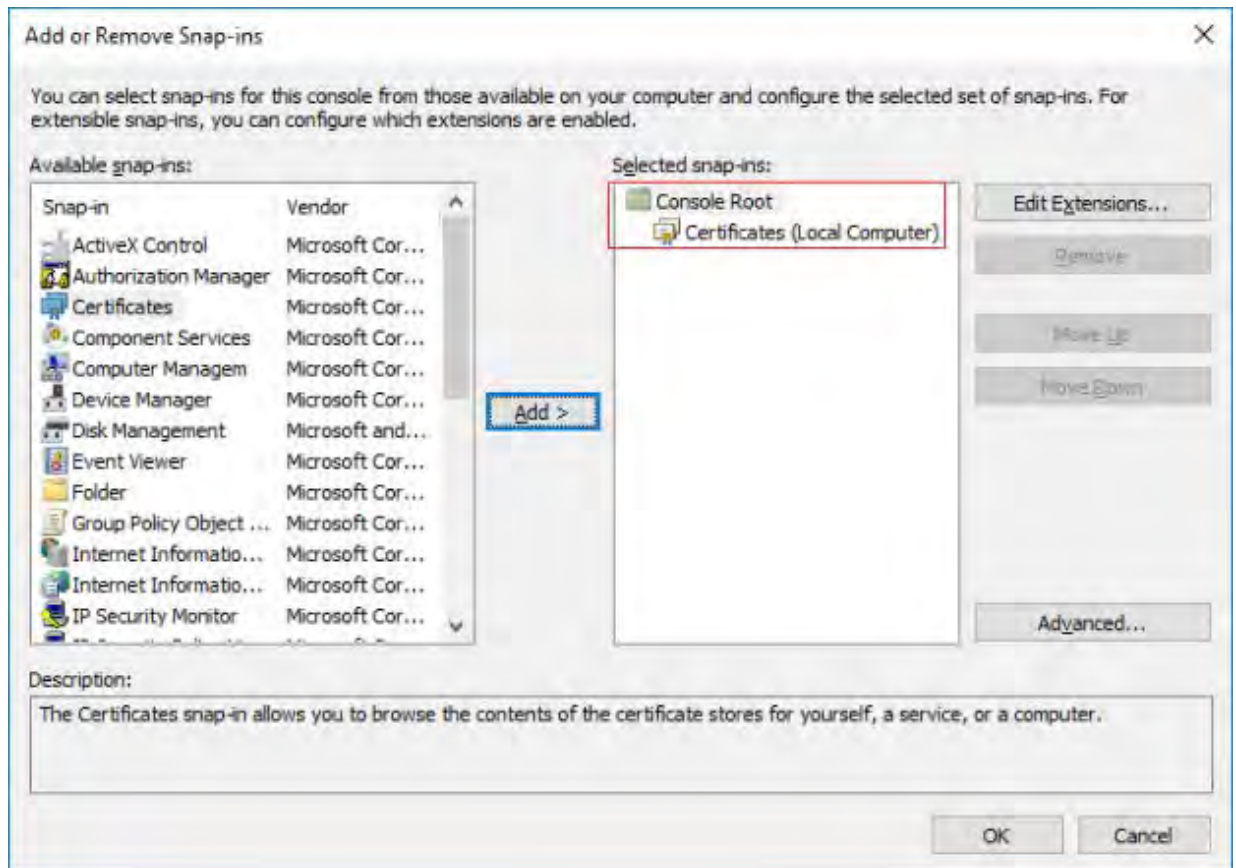 Add or Remove Snap-ins
You can select snap-ins for this console from those available on your computer and configure the selected set of snap-ins. For
extensible snap-ins, you can configure which extensions are enabled.
Available snap-ins:
Snap-in Vendor
ActiveX Control Microsoft Cor...
Authorization Manager Microsoft Cor...
Certificates Microsoft Cor...
Component Services Microsoft Cor...
Computer Managem Microsoft Cor...
Device Manager Microsoft Cor...
Disk Management Microsoft and...
Event Viewer Microsoft Cor...
Folder Microsoft Cor...
Group Policy Object ... Microsoft Cor...
Internet Informatio... Microsoft Cor...
Internet Informatio... Microsoft Cor...
IP Security Monitor Microsoft Cor...
Add >
Selected snap-ins:
Console Root
Certificates (Local Computer)
Edit Extensions...
Remove
Move Up
Move Down
Advanced...
Description:
The Certificates snap-in allows you to browse the contents of the certificate stores for yourself, a service, or a computer.
OK
Cancel